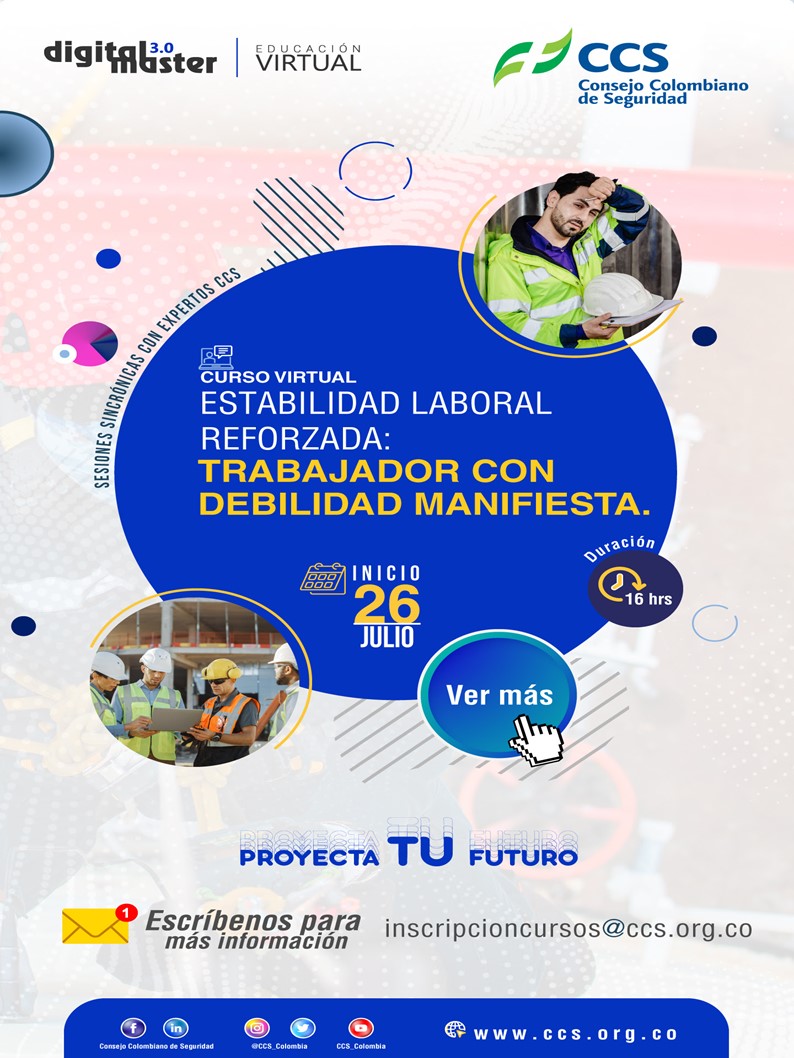 digital 3.0 master
EDUCACIÓN
VIRTUAL
CCS
Consejo Colombiano
de Seguridad
SESIONES SINCRÓNICAS CON EXPERTOS CCS
CURSO VIRTUAL
ESTABILIDAD LABORAL
REFORZADA:
TRABAJADOR CON
DEBILIDAD MANIFIESTA.
Duración
16 hrs
INICIO
26
JULIO
Ver más
PROYECTA TU FUTURO
1
Escríbenos para
más información
inscripcioncursos@ccs.org.co
Consejo Colombiano de Seguridad
@CCS_Colombia
CCS_Colombia
www.ccs.org.co